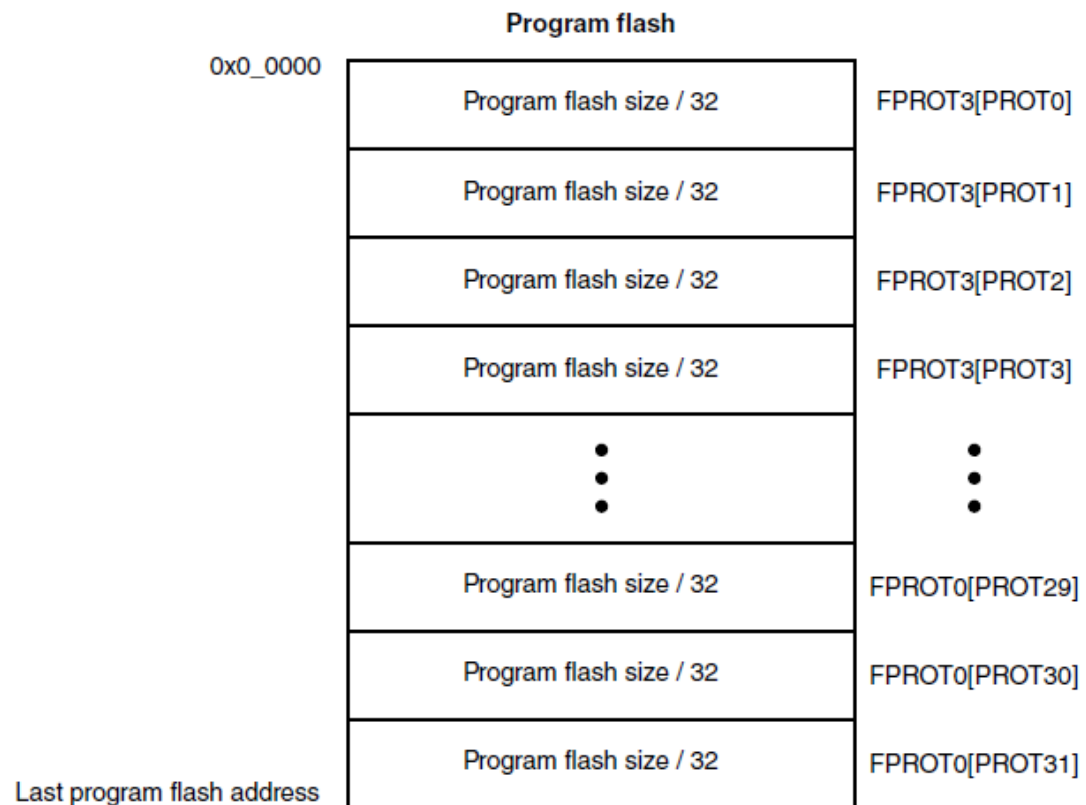 Program flash
0x0_0000
Program flash size / 32 FPROT3[PROT0]
Program flash size / 32 FPROT3[PROT1]
Program flash size / 32 FPROT3[PROT2]
Program flash size / 32 FPROT3[PROT3]
Program flash size / 32 FPROT0[PROT29]
Program flash size / 32 FPROT0[PROT30]
Program flash size / 32 FPROT0[PROT31]
Last program flash address